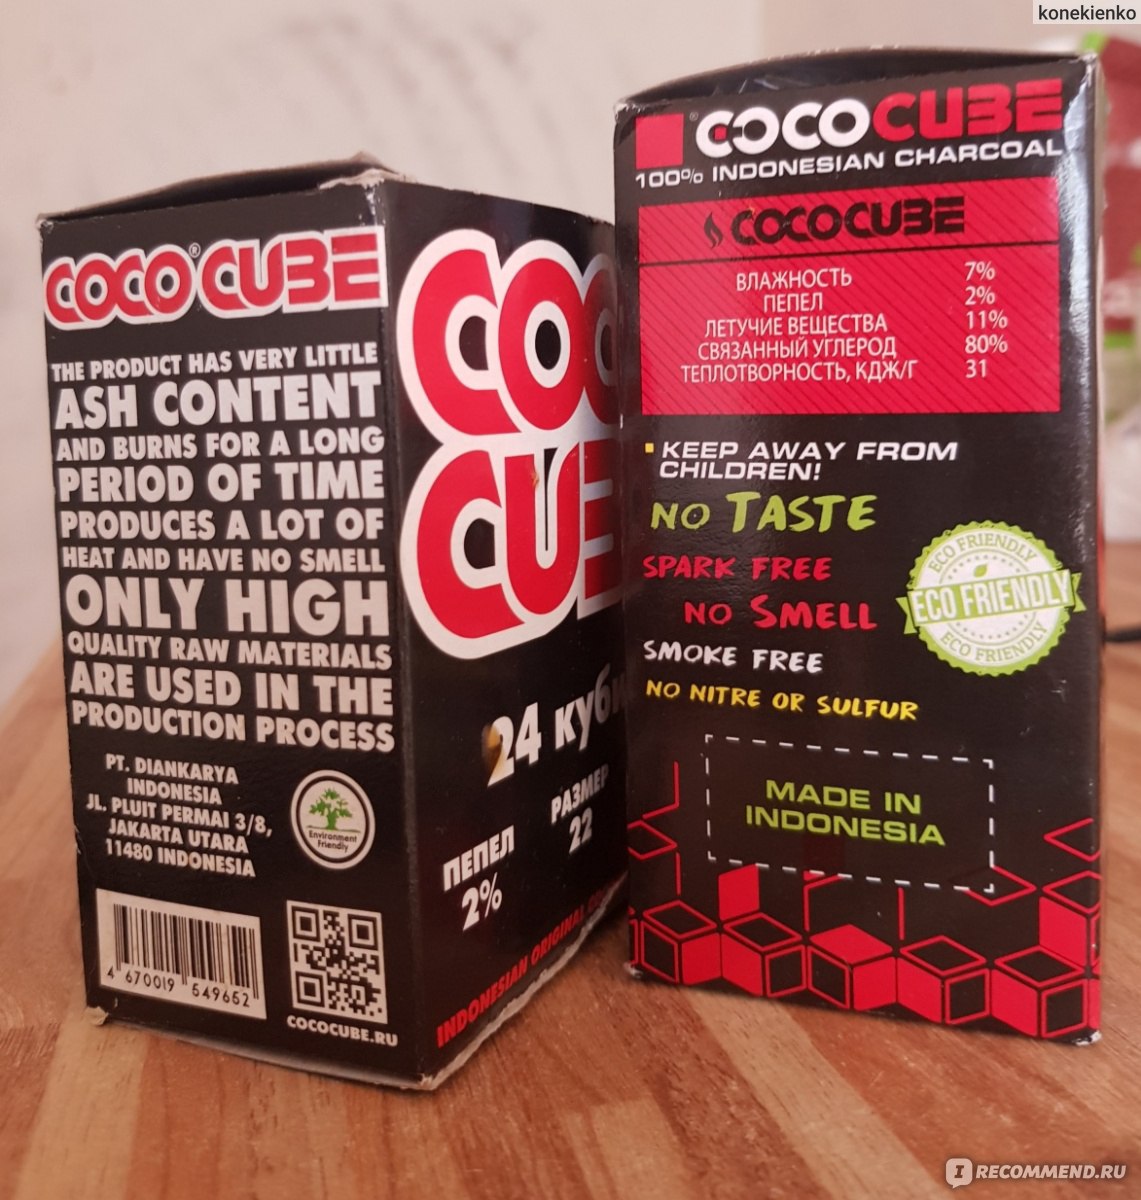 konekienko
COCO CUBE®
THE PRODUCT HAS VERY LITTLE
ASH CONTENT
AND BURNS FOR A LONG
PERIOD OF TIME
PRODUCES A LOT OF
HEAT AND HAVE NO SMELL
ONLY HIGH
QUALITY RAW MATERIALS
ARE USED IN THE
PRODUCTION PROCESS
PT. DIANKARYA
INDONESIA
JL. PLUIT PERMAI 3/8,
JAKARTA UTARA
11480 INDONESIA
Environment
Friendly
4 670019 549652
COCOCUBE.RU
COC
CUB
24 куби
РАЗМЕР
22
ПЕПЕЛ
2%
INDONESIAN ORIGINAL
®COCOCUBE
100% INDONESIAN CHARCOAL
COCOCUBE
ВЛАЖНОСТЬ 7%
ПЕПЕЛ 2%
ЛЕТУЧИЕ ВЕЩЕСТВА 11%
СВЯЗАННЫЙ УГЛЕРОД 80%
ТЕПЛОТВОРНОСТЬ, КДЖ/Г 31
KEEP AWAY FROM
CHILDREN!
NO TASTE
SPARK FREE
NO SMELL
SMOKE FREE
NO NITRE OR SULFUR
ECO FRIENDLY
ECO FRIENDLY
ECO FRIENDLY
MADE IN
INDONESIA
I RECOMMEND.RU